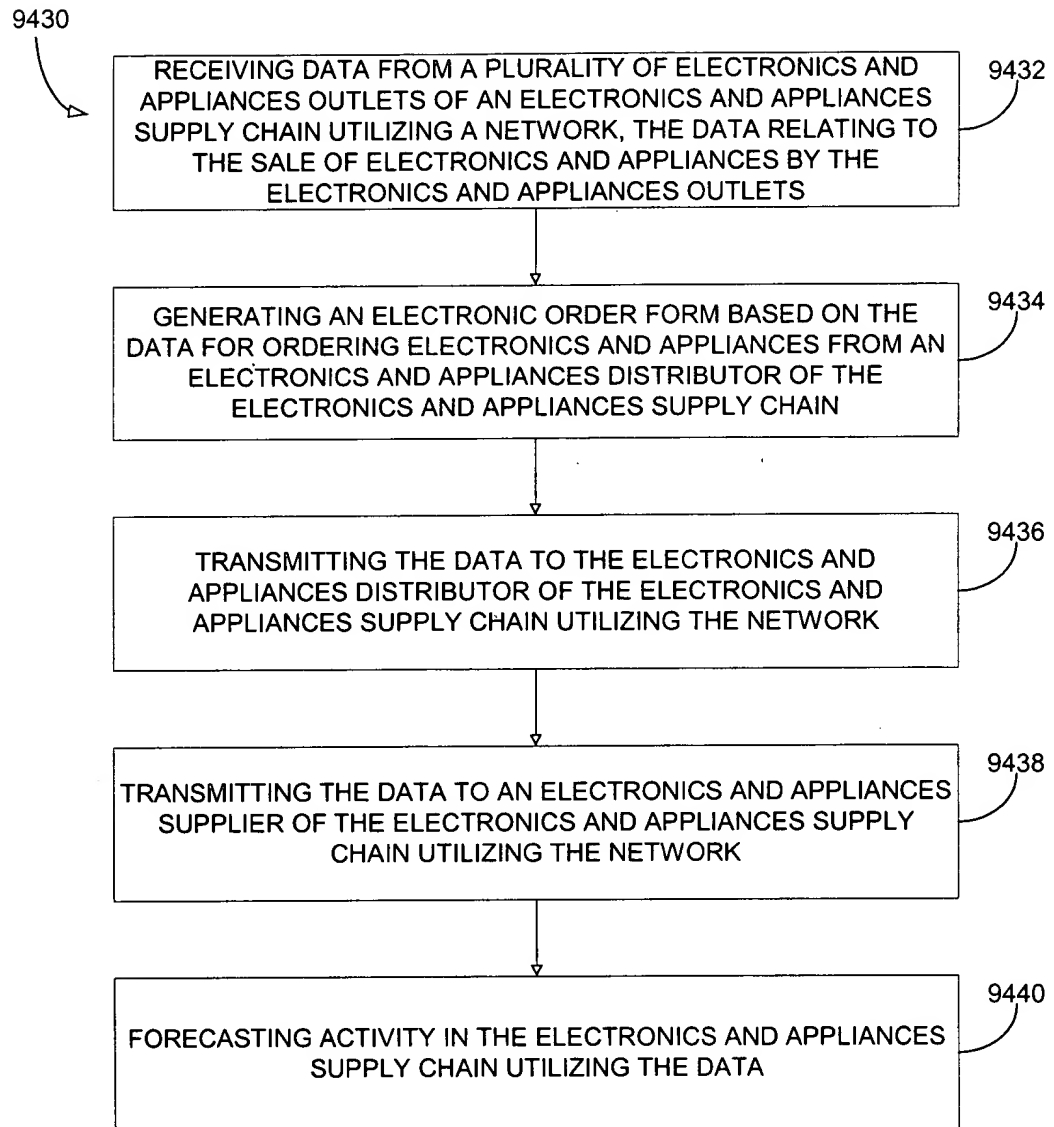 9430
RECEIVING DATA FROM A PLURALITY OF ELECTRONICS AND
APPLIANCES OUTLETS OF AN ELECTRONICS AND APPLIANCES
SUPPLY CHAIN UTILIZING A NETWORK, THE DATA RELATING TO
THE SALE OF ELECTRONICS AND APPLIANCES BY THE
ELECTRONICS AND APPLIANCES OUTLETS
9432
GENERATING AN ELECTRONIC ORDER FORM BASED ON THE
DATA FOR ORDERING ELECTRONICS AND APPLIANCES FROM AN
ELECTRONICS AND APPLIANCES DISTRIBUTOR OF THE
ELECTRONICS AND APPLIANCES SUPPLY CHAIN
9434
TRANSMITTING THE DATA TO THE ELECTRONICS AND
APPLIANCES DISTRIBUTOR OF THE ELECTRONICS AND
APPLIANCES SUPPLY CHAIN UTILIZING THE NETWORK
9436
TRANSMITTING THE DATA TO AN ELECTRONICS AND APPLIANCES
SUPPLIER OF THE ELECTRONICS AND APPLIANCES SUPPLY
CHAIN UTILIZING THE NETWORK
9438
FORECASTING ACTIVITY IN THE ELECTRONICS AND APPLIANCES
SUPPLY CHAIN UTILIZING THE DATA
9440